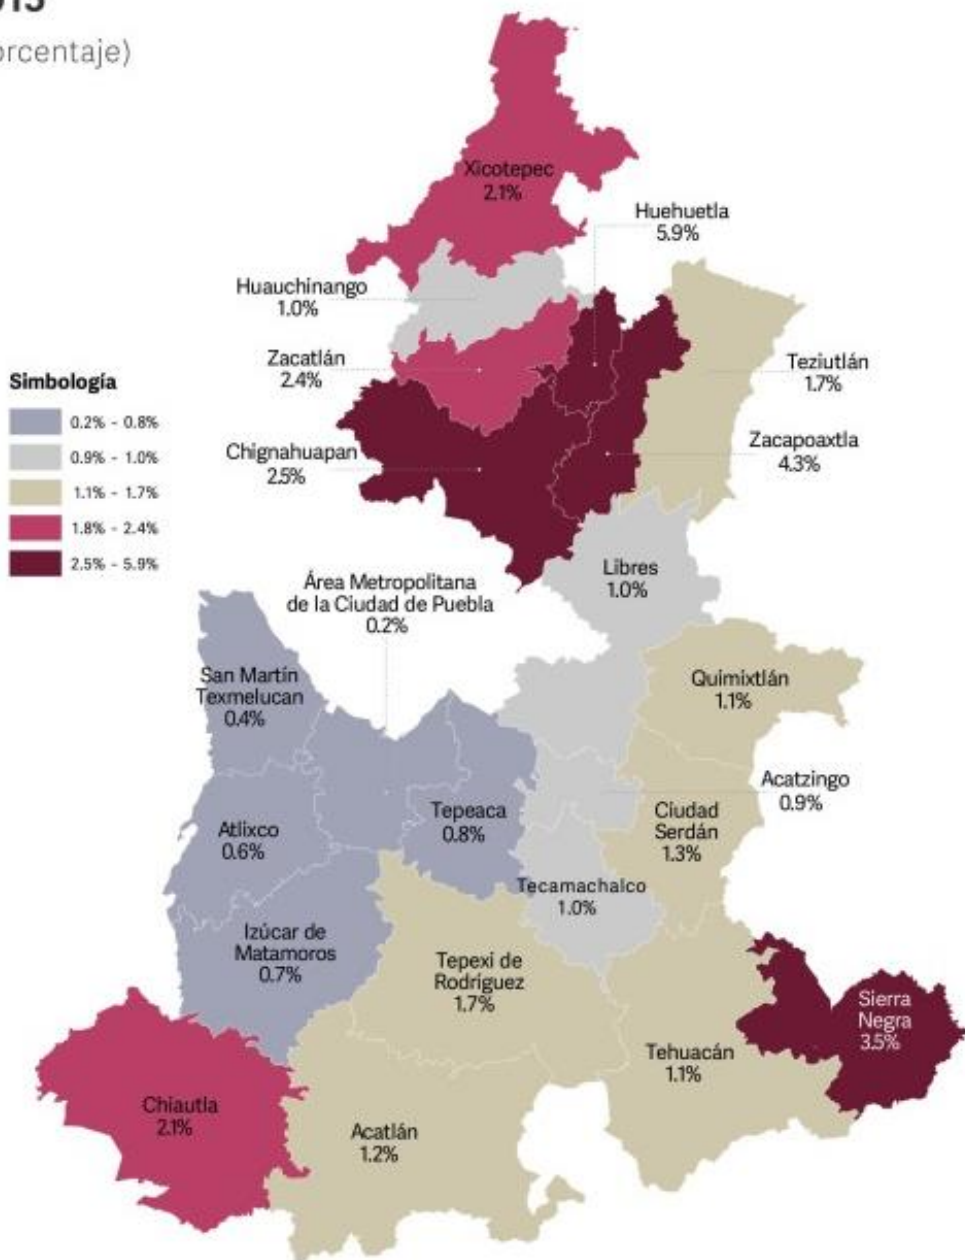 orcentaje)
Xicotepec
2.1%
Huehuetla
5.9%
Huauchinango
1.0%
Zacatlán
2.4%
Teziutlán
1.7%
Simbología
0.2% - 0.8%
0.9% - 1.0%
1.1% - 1.7%
1.8% - 2.4%
2.5% - 5.9%
Chignahuapan
2.5%
Zacapoaxtla
4.3%
Libres
1.0%
Área Metropolitana
de la Ciudad de Puebla
0.2%
San Martín
Texmelucan
0.4%
Quimixtlán
1.1%
Acatzingo
0.9%
Atlixco
0.6%
Tepeaca
0.8%
Ciudad
Serdán
1.3%
Tecamachalco
1.0%
Izúcar de
Matamoros
0.7%
Tepexi de
Rodríguez
1.7%
Sierra
Negra
3.5%
Tehuacán
1.1%
Chiautla
2.1%
Acatlán
1.2%